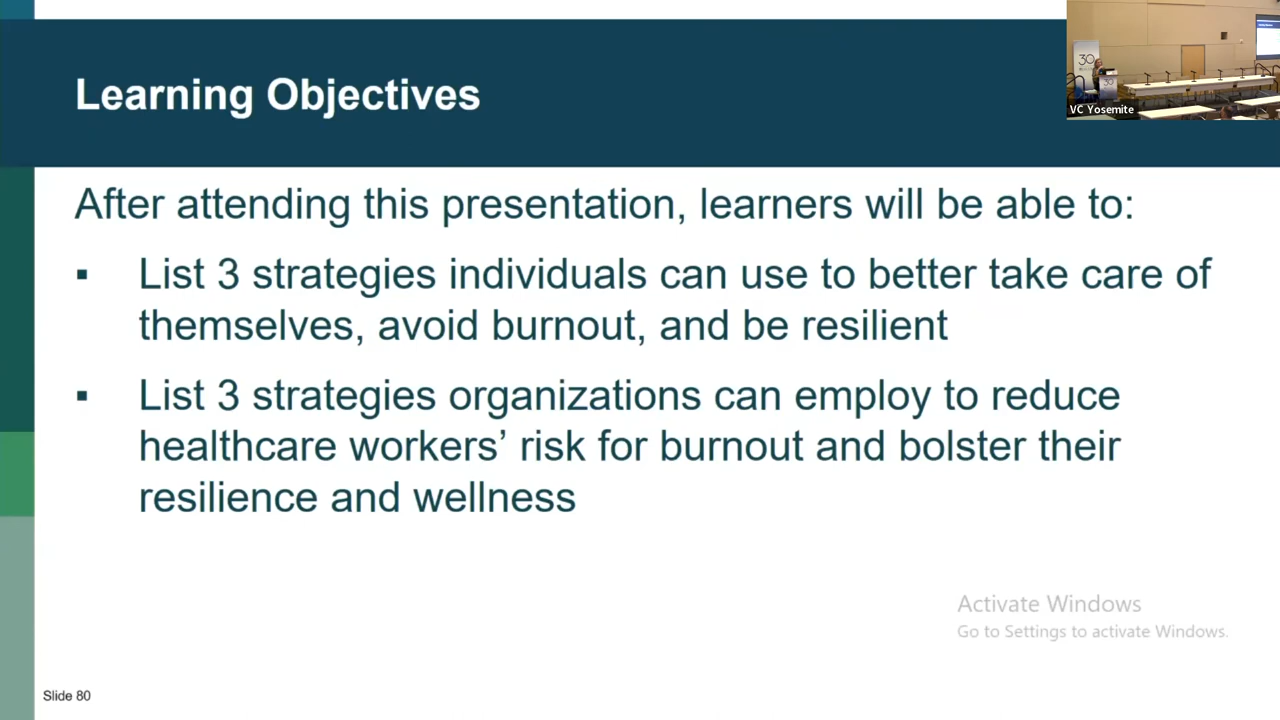 Learning Objectives
30
30
VC Yosemite
After attending this presentation, learners will be able to:
▪ List 3 strategies individuals can use to better take care of
themselves, avoid burnout, and be resilient
▪ List 3 strategies organizations can employ to reduce
healthcare workers’ risk for burnout and bolster their
resilience and wellness
Activate Windows
Go to Settings to activate Windows.
Slide 80